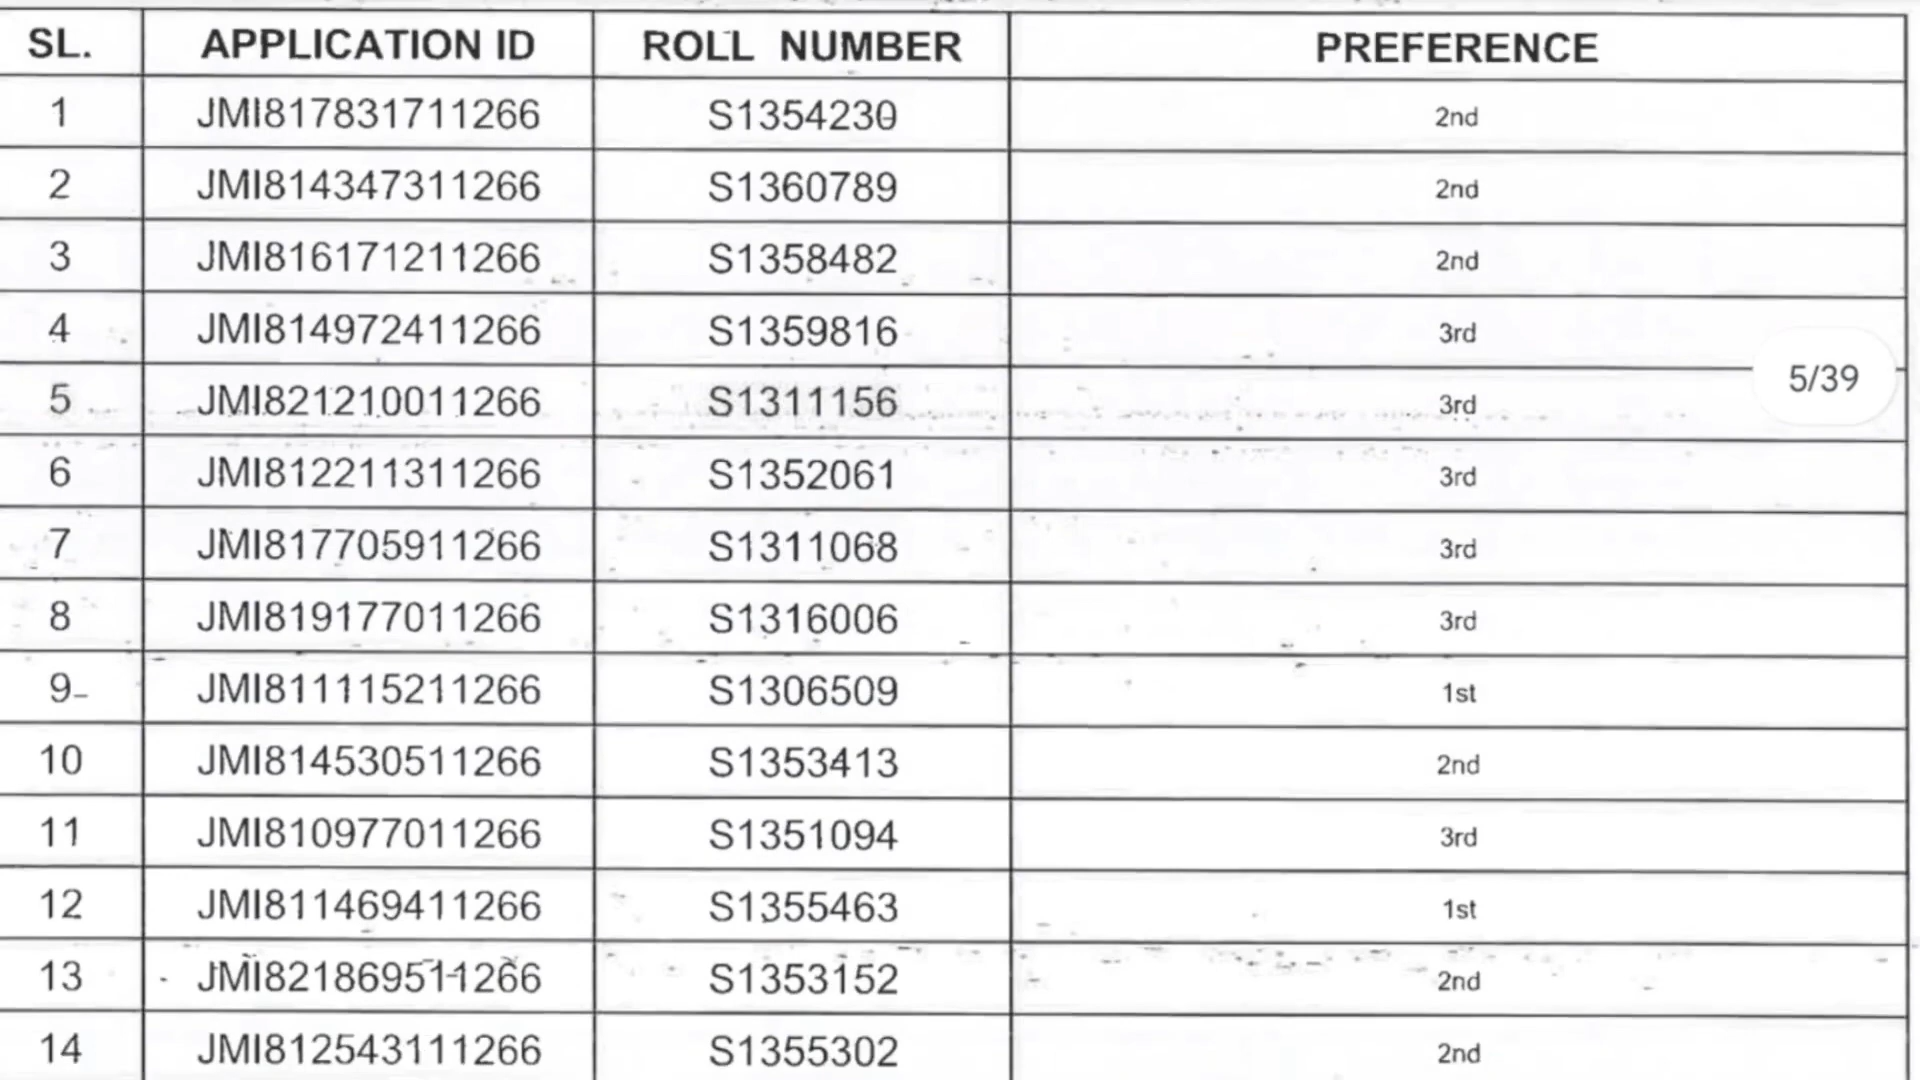 SL. APPLICATION ID ROLL NUMBER PREFERENCE
1 JMI817831711266 S1354230 2nd
2 JMI814347311266 S1360789 2nd
3 JMI816171211266 S1358482 2nd
4 JMI814972411266 S1359816 3rd
5/39
5 JMI821210011266 S1311156 3rd
6 JMI812211311266 S1352061 3rd
7 JMI817705911266 S1311068 3rd
8 JMI819177011266 S1316006 3rd
9 JMI811115211266 S1306509 1st
10 JMI814530511266 S1353413 2nd
11 JMI810977011266 S1351094 3rd
12 JMI811469411266 S1355463 1st
13 JMI821869511266 S1353152 2nd
14 JMI812543111266 S1355302 2nd